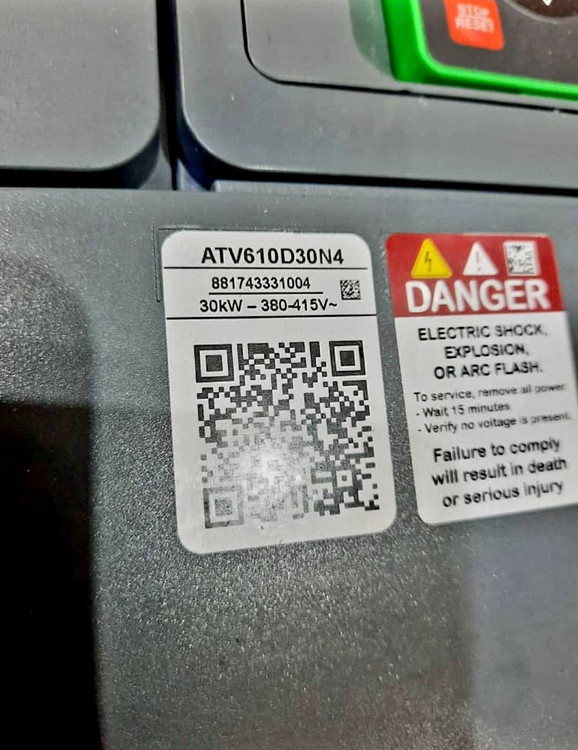 STOP
RESET
ATV610D30N4
881743331004
30kW – 380-415V~
DANGER
ELECTRIC SHOCK,
EXPLOSION,
OR ARC FLASH.
To service, remove all power.
- Wait 15 minutes
- Verify no voltage is present.
Failure to comply
will result in death
or serious injury